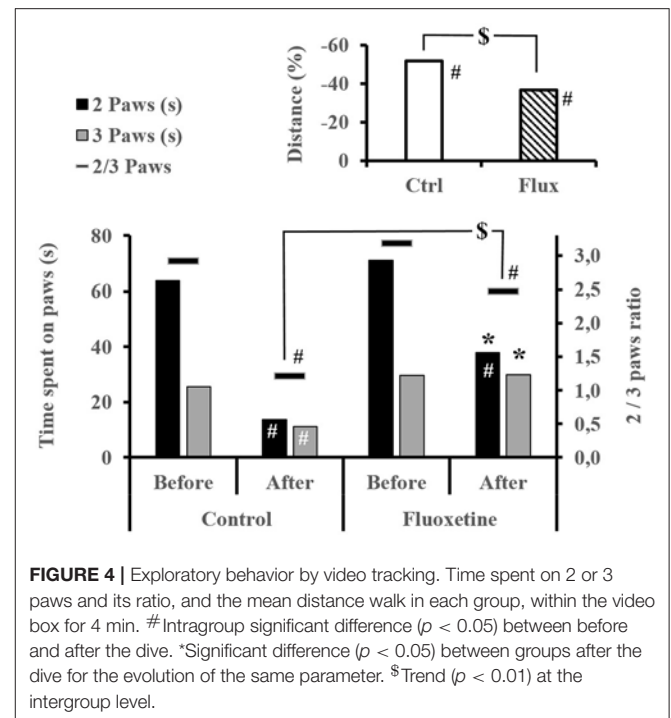 $
-60
-40
-20
0
Distance (%)
#
#
Ctrl
Flux
2 Paws (s)
3 Paws (s)
2/3 Paws
80
60
40
20
0
Time spent on paws (s)
$
#
#
#
#
*
#
*
3,0
2,5
2,0
1,5
1,0
0,5
0,0
2 / 3 paws ratio
Before
After
Before
After
Control
Fluoxetine
FIGURE 4 | Exploratory behavior by video tracking. Time spent on 2 or 3
paws and its ratio, and the mean distance walk in each group, within the video
box for 4 min. #Intragroup significant difference (p < 0.05) between before
and after the dive. *Significant difference (p < 0.05) between groups after the
dive for the evolution of the same parameter. $Trend (p < 0.01) at the
intergroup level.